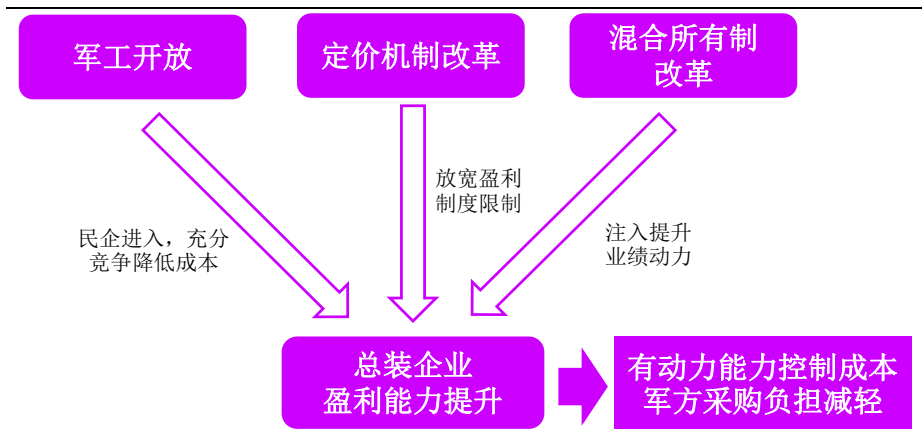 军工开放
定价机制改革
混合所有制
改革
放宽盈利
制度限制
民企进入，充分
竞争降低成本
注入提升
业绩动力
总装企业
盈利能力提升
有动力能力控制成本
军方采购负担减轻